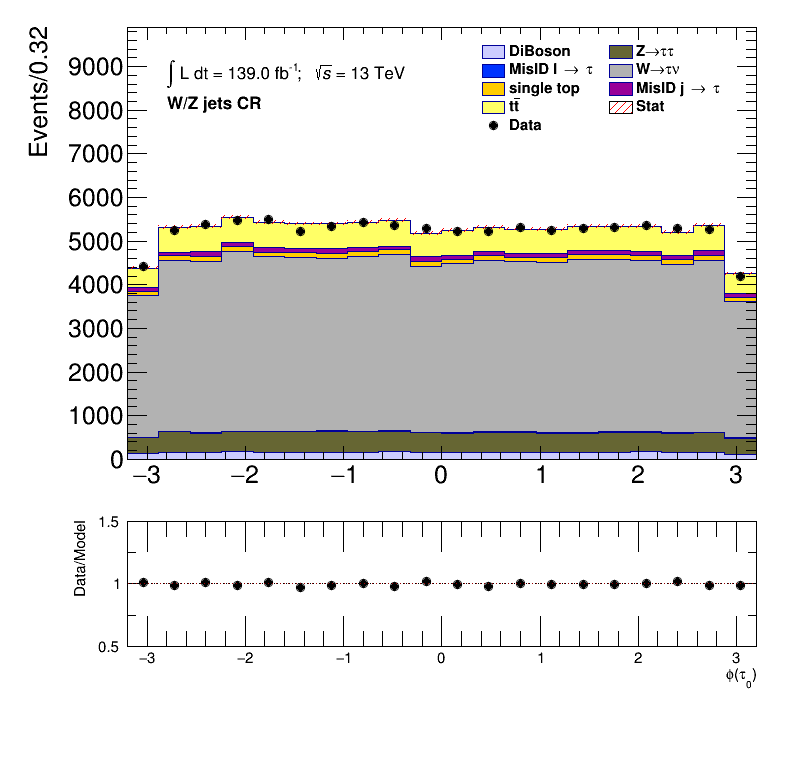 Events/0.32
9000
8000
7000
6000
5000
4000
3000
2000
1000
0
∫ L dt = 139.0 fb⁻¹; √s = 13 TeV
W/Z jets CR
DiBoson
MisID l → τ
single top
tt̄
Data
Z→ττ
W→τν
MisID j → τ
Stat
−3 −2 −1 0 1 2 3
Data/Model
1.5
1
0.5
−3 −2 −1 0 1 2 3
ϕ(τ₀)